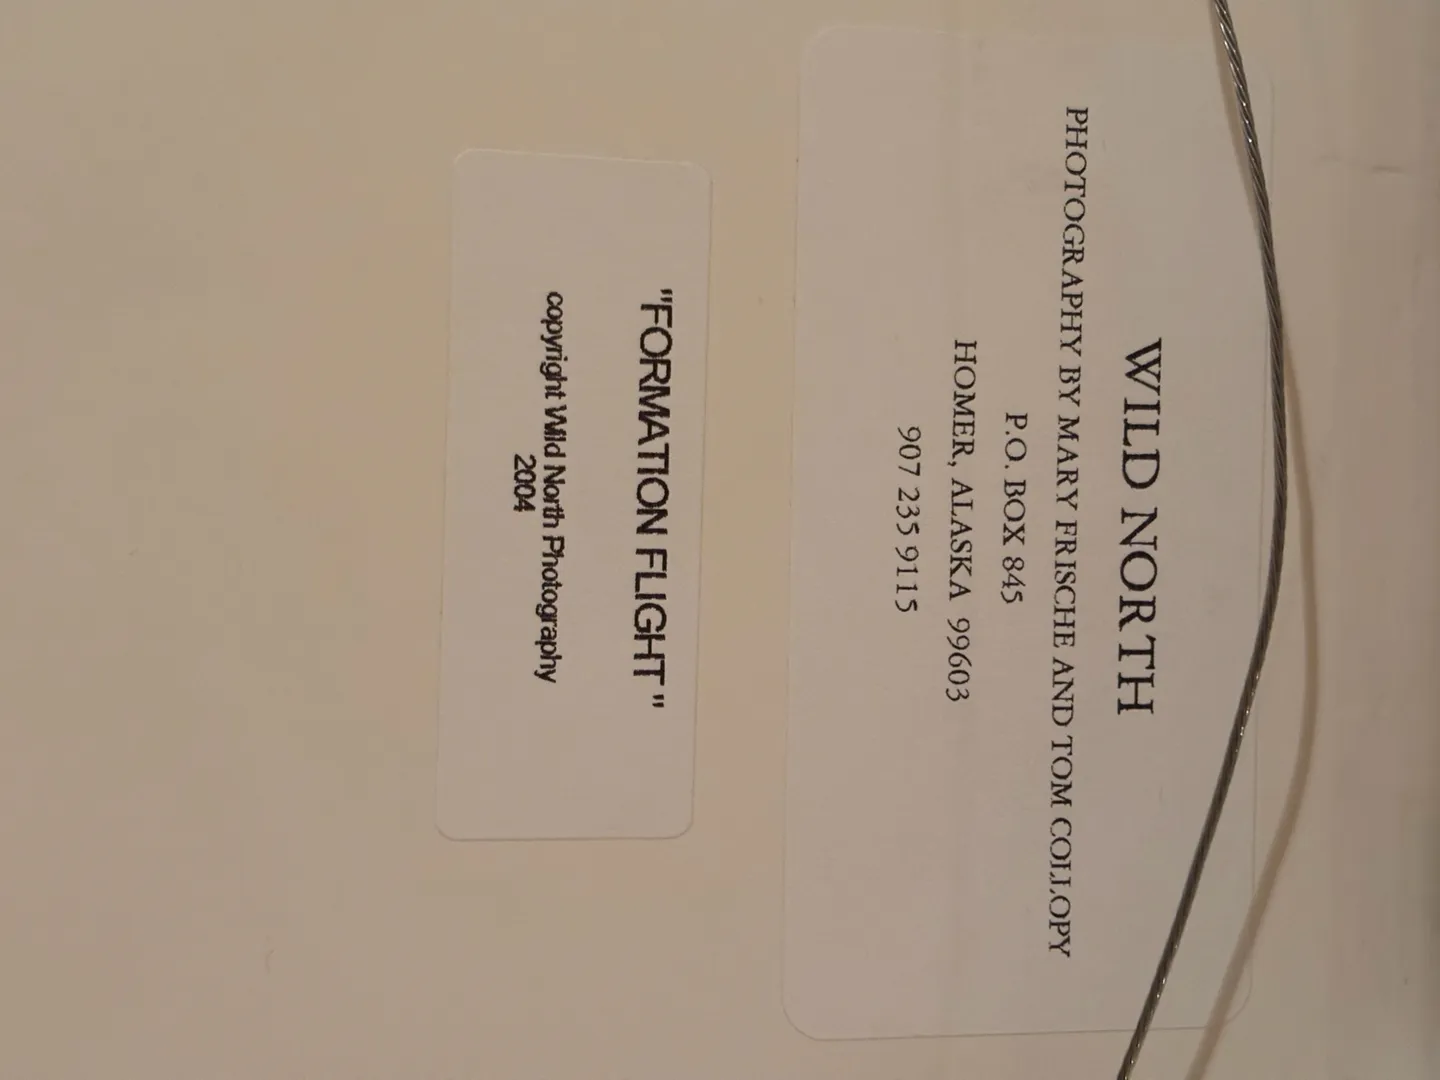 WILD NORTH
PHOTOGRAPHY BY MARY FRISCHE AND TOM COLLOPY
P.O. BOX 845
HOMER, ALASKA 99603
907 235 9115
"FORMATION FLIGHT"
copyright Wild North Photography
2004